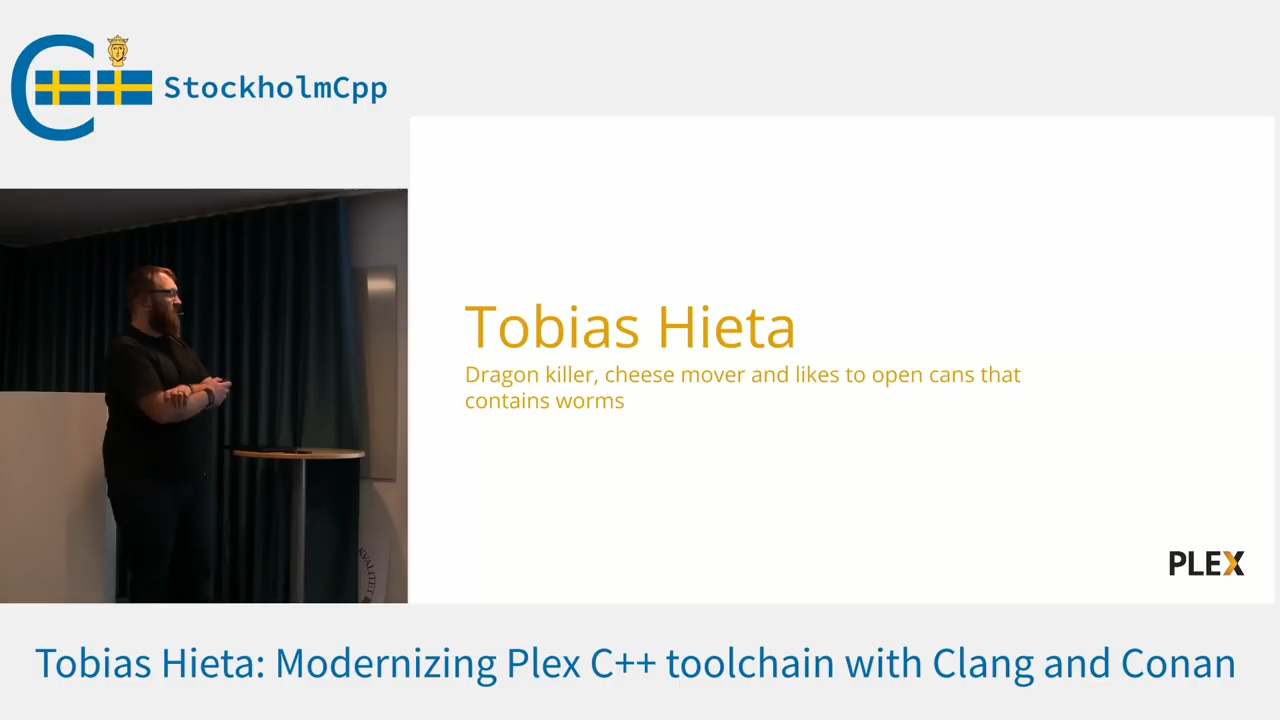 StockholmCpp
Tobias Hieta
Dragon killer, cheese mover and likes to open cans that
contains worms
KVALITET
PLEX
Tobias Hieta: Modernizing Plex C++ toolchain with Clang and Conan